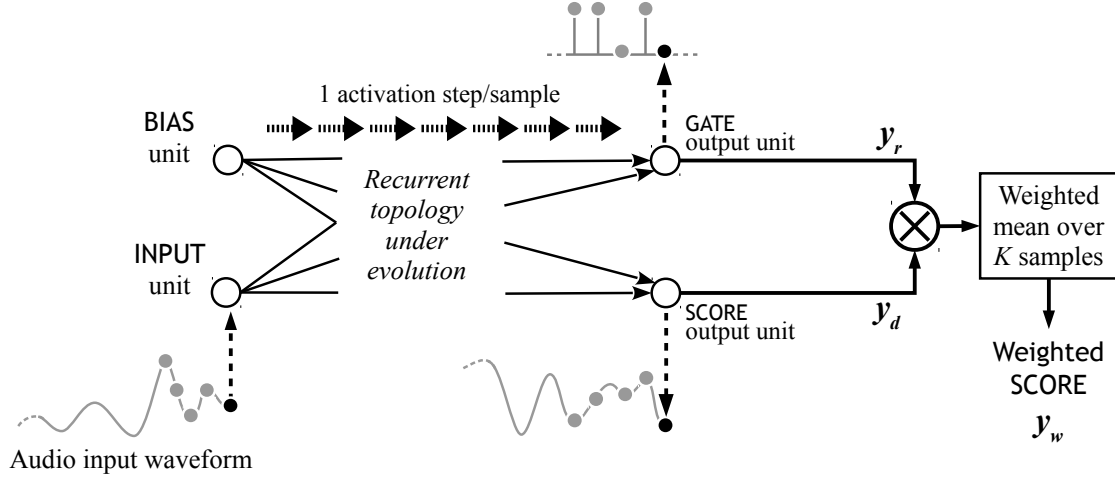 1 activation step/sample
BIAS
unit
GATE
output unit
y_r
Recurrent
topology
under
evolution
Weighted
mean over
K samples
INPUT
unit
SCORE
output unit
y_d
Weighted
SCORE
y_w
Audio input waveform